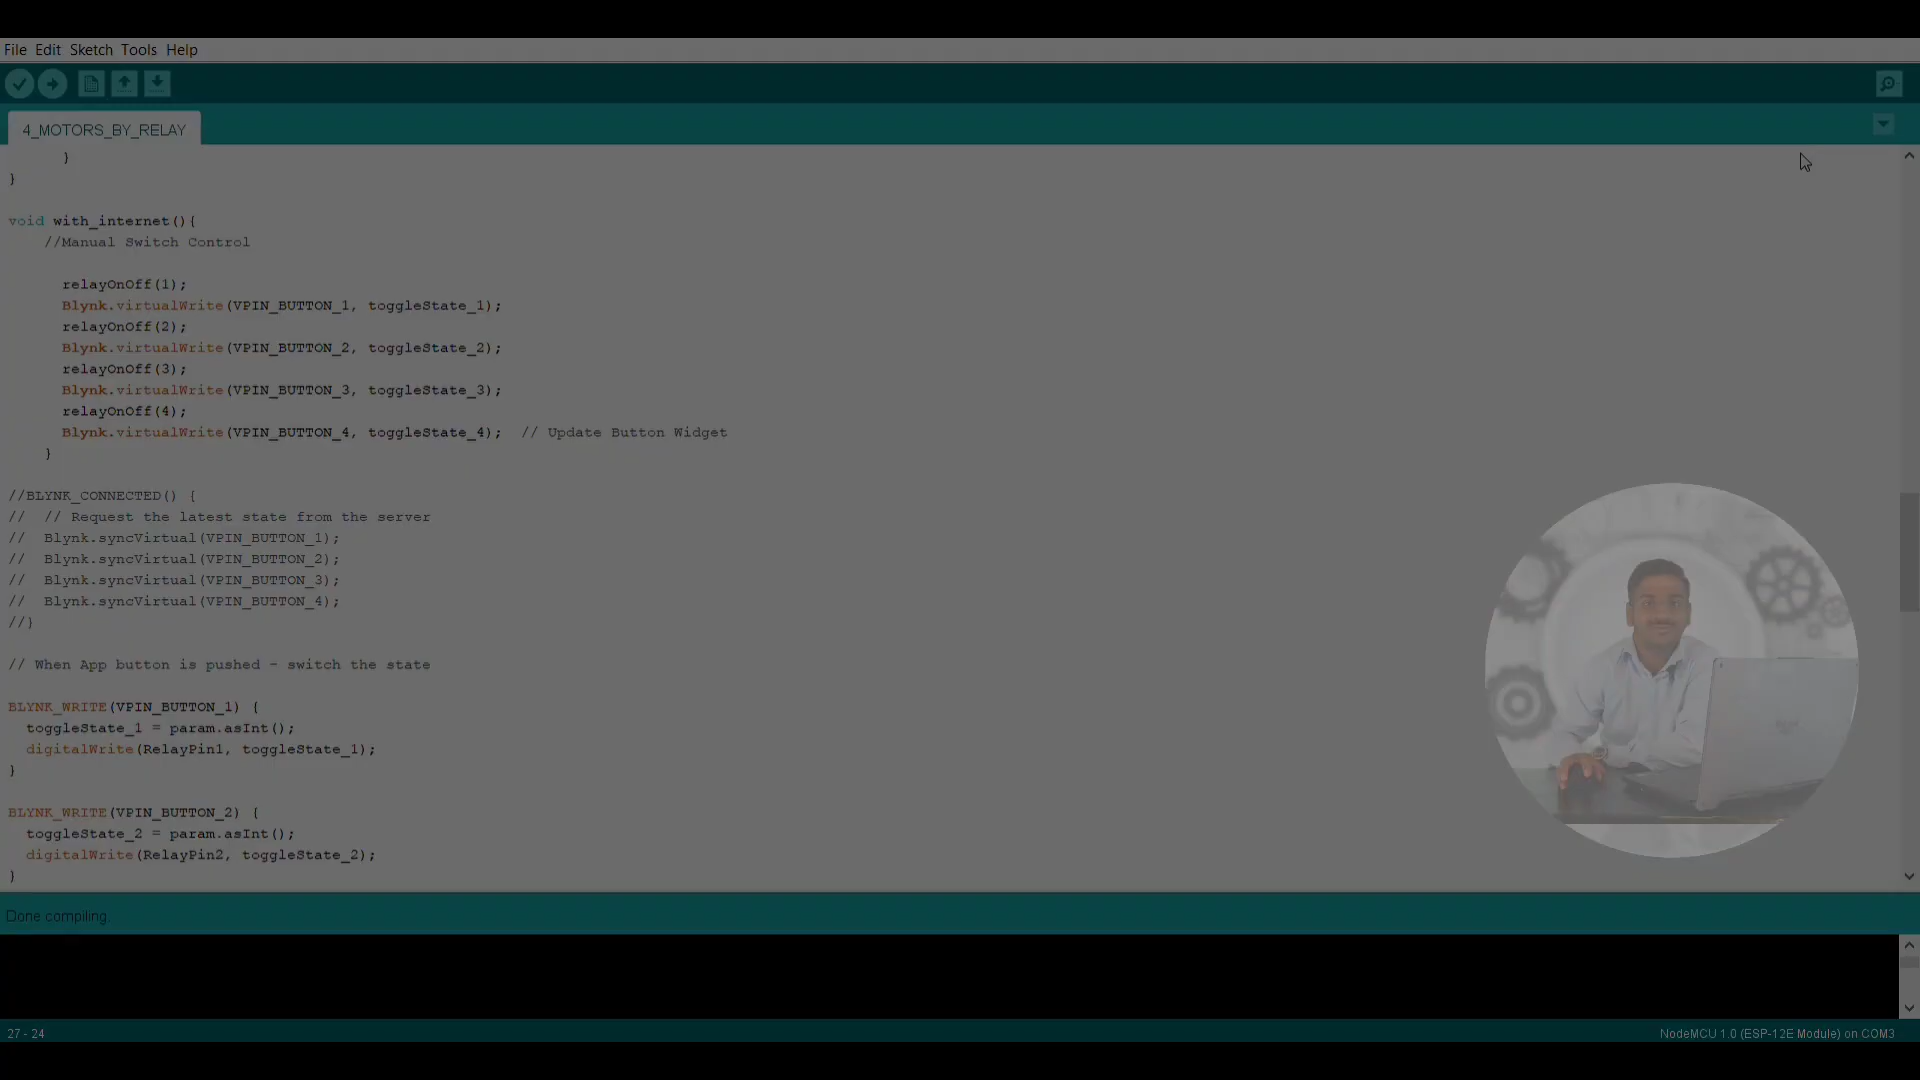 File Edit Sketch Tools Help
4_MOTORS_BY_RELAY
}
}
void with_internet(){
//Manual Switch Control
relayOnOff(1);
Blynk.virtualWrite(VPIN_BUTTON_1, toggleState_1);
relayOnOff(2);
Blynk.virtualWrite(VPIN_BUTTON_2, toggleState_2);
relayOnOff(3);
Blynk.virtualWrite(VPIN_BUTTON_3, toggleState_3);
relayOnOff(4);
Blynk.virtualWrite(VPIN_BUTTON_4, toggleState_4);  // Update Button Widget
}
//BLYNK_CONNECTED() {
//  // Request the latest state from the server
//  Blynk.syncVirtual(VPIN_BUTTON_1);
//  Blynk.syncVirtual(VPIN_BUTTON_2);
//  Blynk.syncVirtual(VPIN_BUTTON_3);
//  Blynk.syncVirtual(VPIN_BUTTON_4);
//}
// When App button is pushed - switch the state
BLYNK_WRITE(VPIN_BUTTON_1) {
toggleState_1 = param.asInt();
digitalWrite(RelayPin1, toggleState_1);
}
BLYNK_WRITE(VPIN_BUTTON_2) {
toggleState_2 = param.asInt();
digitalWrite(RelayPin2, toggleState_2);
}
Done compiling.
27 - 24
NodeMCU 1.0 (ESP-12E Module) on COM3